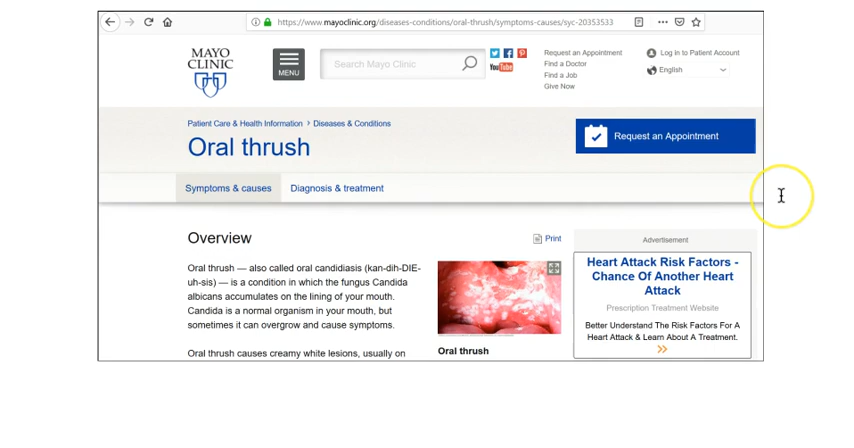 https://www.mayoclinic.org/diseases-conditions/oral-thrush/symptoms-causes/syc-20353533
MAYO
CLINIC
MENU
Search Mayo Clinic
YouTube
Request an Appointment
Find a Doctor
Find a Job
Give Now
Log in to Patient Account
English
Patient Care & Health Information > Diseases & Conditions
Oral thrush
Request an Appointment
Symptoms & causes
Diagnosis & treatment
Overview
Print
Oral thrush — also called oral candidiasis (kan-dih-DIE-
uh-sis) — is a condition in which the fungus Candida
albicans accumulates on the lining of your mouth.
Candida is a normal organism in your mouth, but
sometimes it can overgrow and cause symptoms.
Oral thrush causes creamy white lesions, usually on
Oral thrush
Advertisement
Heart Attack Risk Factors -
Chance Of Another Heart
Attack
Prescription Treatment Website
Better Understand The Risk Factors For A
Heart Attack & Learn About A Treatment.